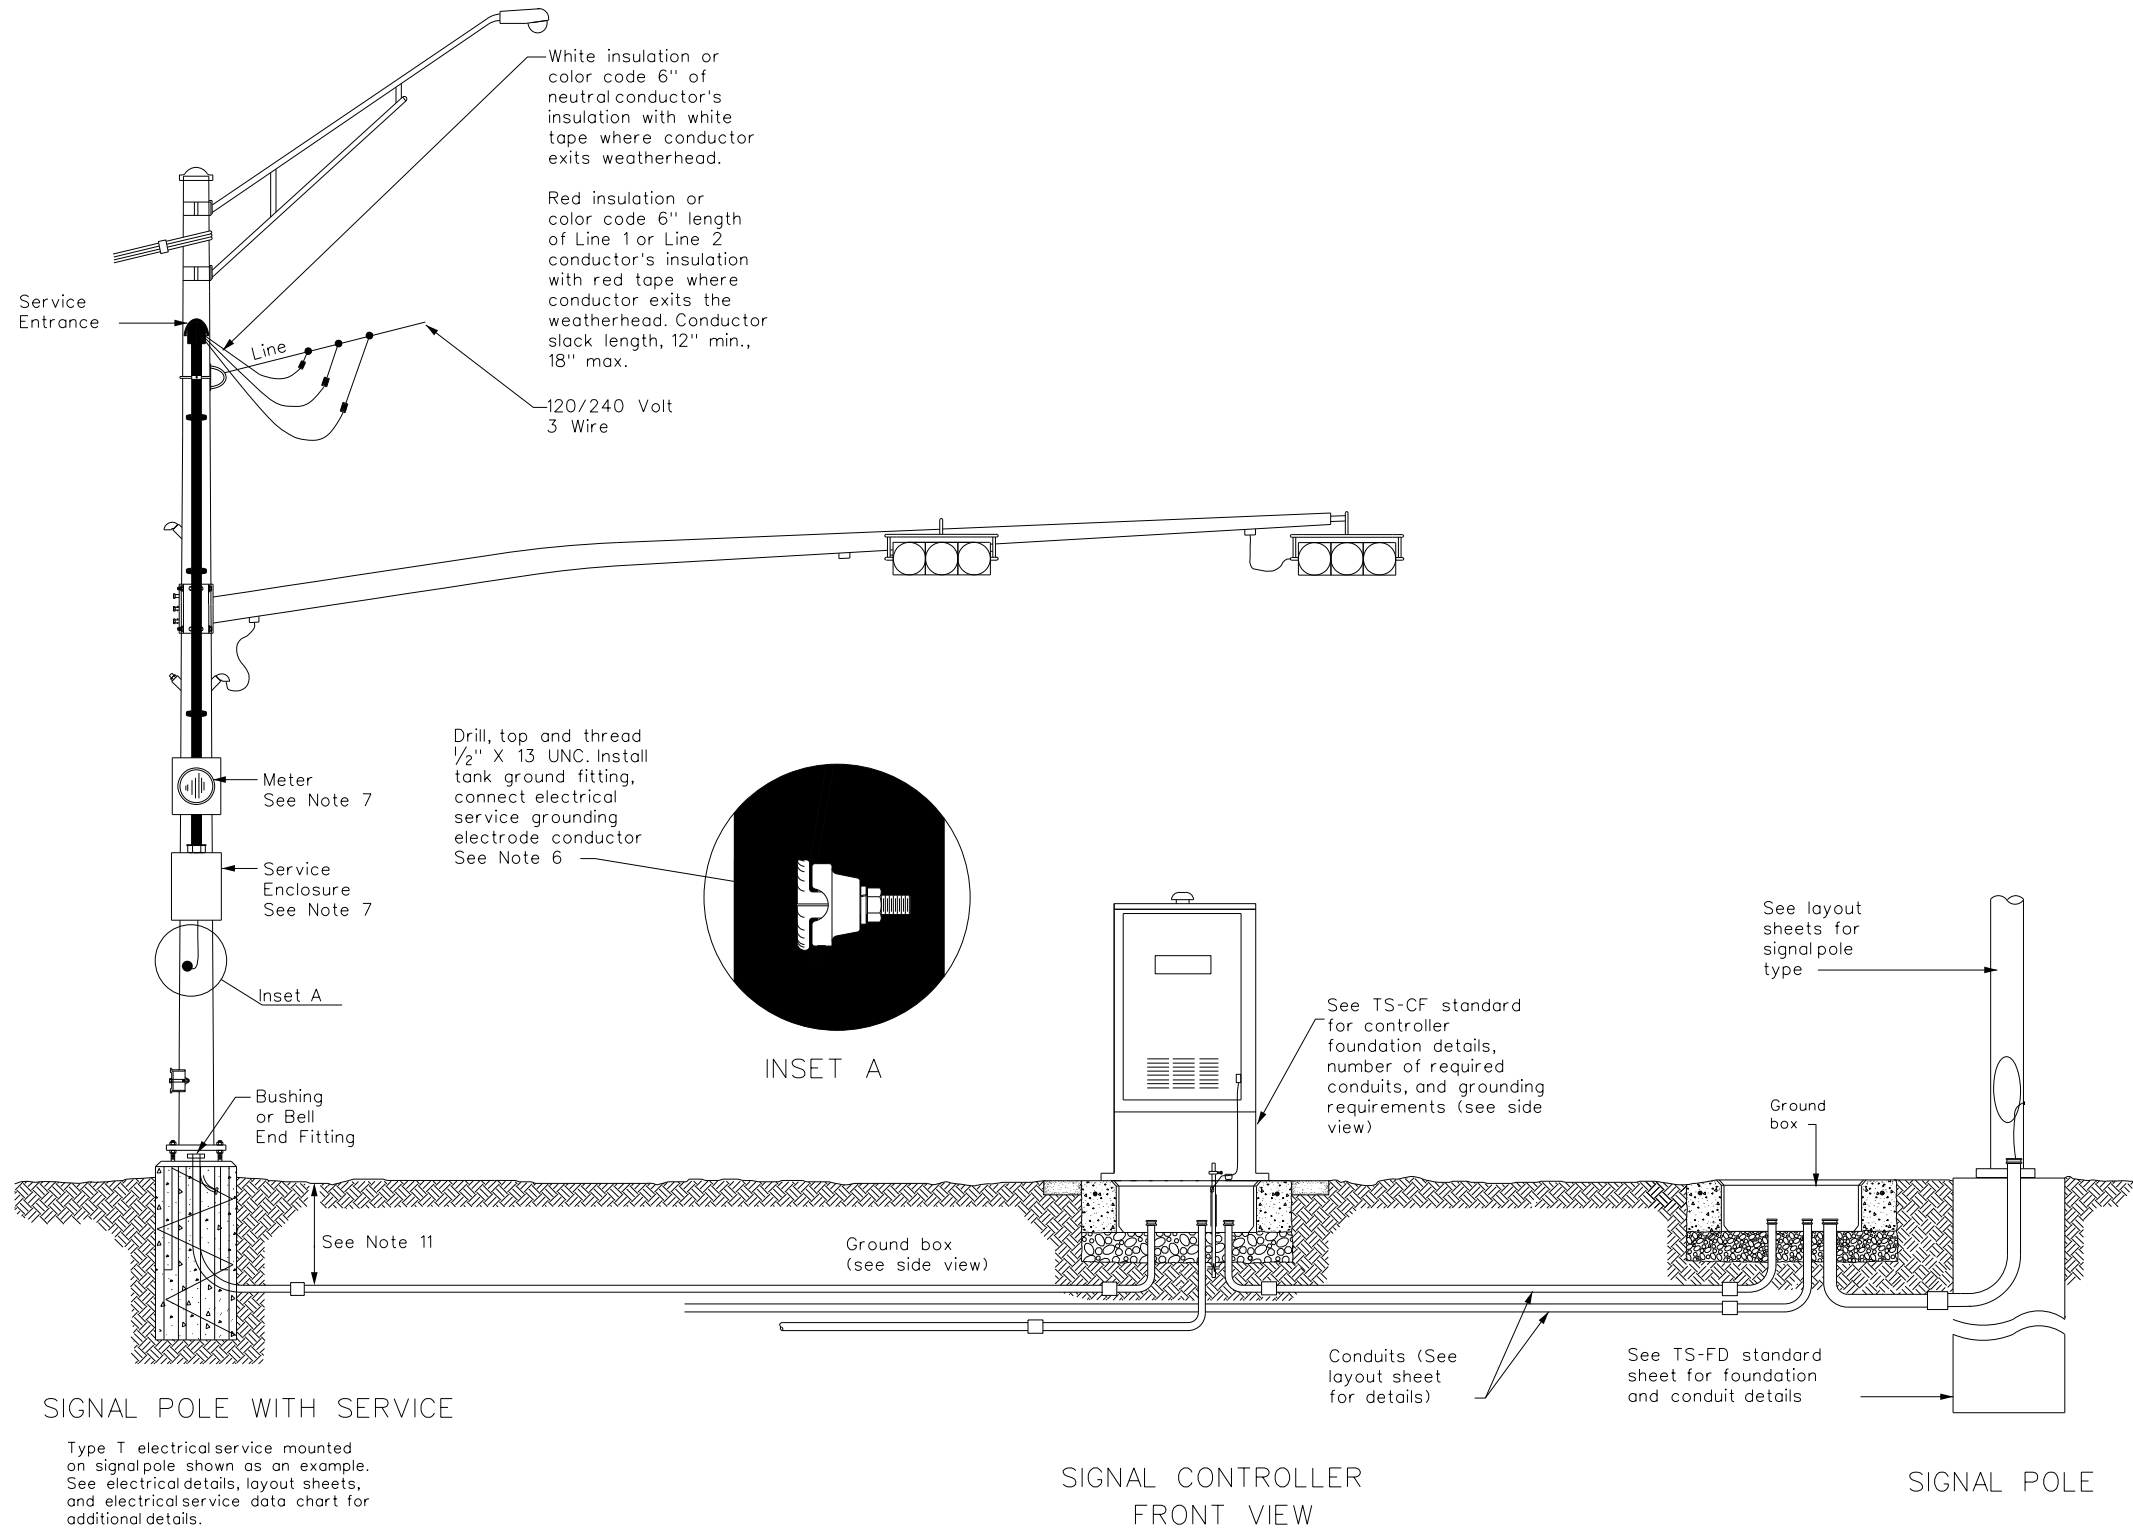 White insulation or
color code 6" of
neutral conductor's
insulation with white
tape where conductor
exits weatherhead.
Red insulation or
color code 6" length
of Line 1 or Line 2
conductor's insulation
with red tape where
conductor exits the
weatherhead. Conductor
slack length, 12" min.,
18" max.
Service
Entrance
Line
120/240 Volt
3 Wire
Drill, top and thread
1/2" X 13 UNC. Install
tank ground fitting,
connect electrical
service grounding
electrode conductor
See Note 6
Meter
See Note 7
Service
Enclosure
See Note 7
Inset A
INSET A
See layout
sheets for
signal pole
type
See TS-CF standard
for controller
foundation details,
number of required
conduits, and grounding
requirements (see side
view)
Bushing
or Bell
End Fitting
Ground
box
See Note 11
Ground box
(see side view)
Conduits (See
layout sheet
for details)
See TS-FD standard
sheet for foundation
and conduit details
SIGNAL POLE WITH SERVICE
Type T electrical service mounted
on signal pole shown as an example.
See electrical details, layout sheets,
and electrical service data chart for
additional details.
SIGNAL CONTROLLER
FRONT VIEW
SIGNAL POLE